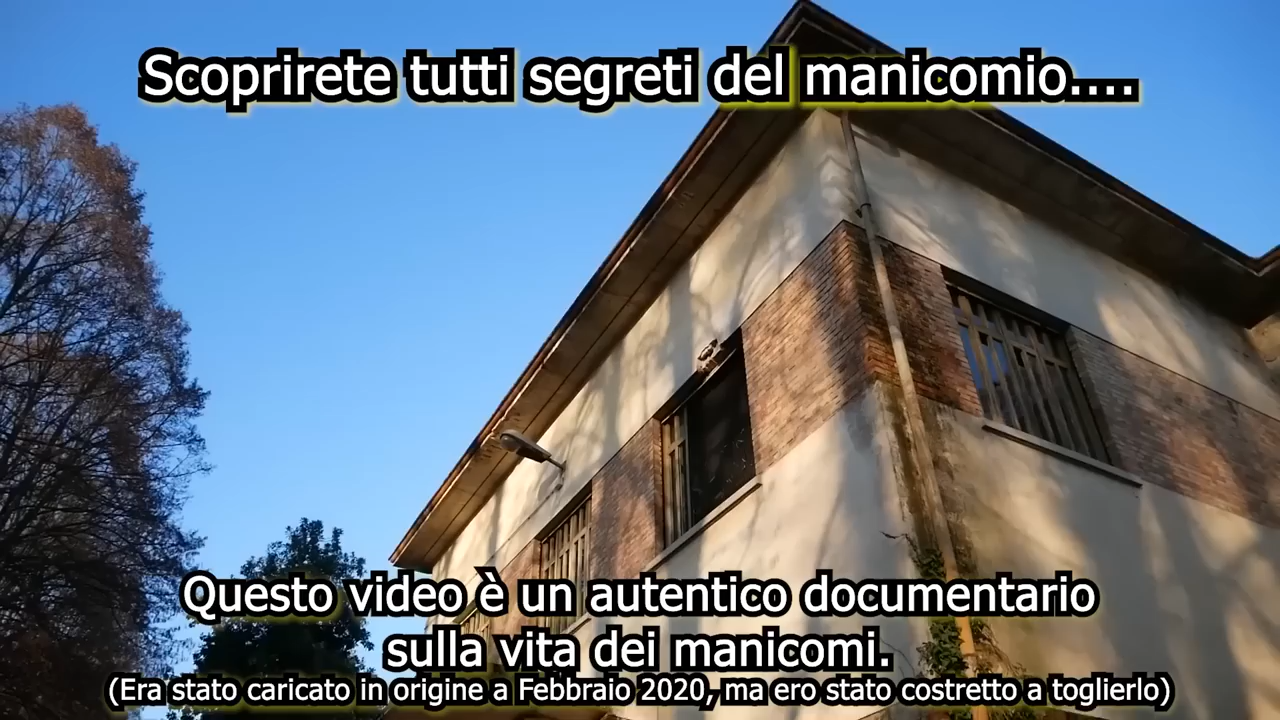 Scoprirete tutti segreti del manicomio....
Questo video è un autentico documentario
sulla vita dei manicomi.
(Era stato caricato in origine a Febbraio 2020, ma ero stato costretto a toglierlo)